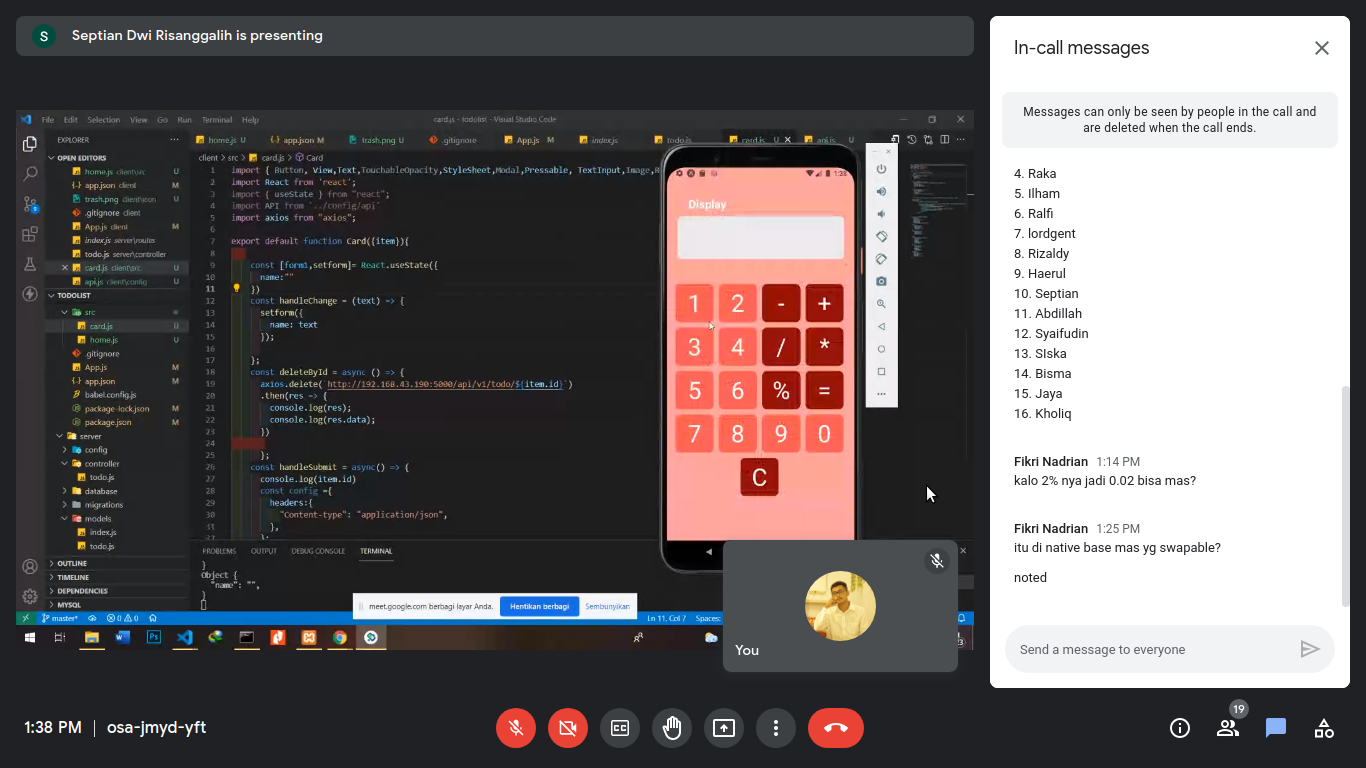 S Septian Dwi Risanggalih is presenting
File Edit Selection View Go Run Terminal Help
card.js - todolist - Visual Studio Code
EXPLORER
home.js U app.json M trash.png U .gitignore App.js M index.js todo.js card.js U api.js U
OPEN EDITORS
home.js client\src U
app.json client M
trash.png client\icon U
.gitignore client
App.js client M
index.js server\routes
todo.js server\controller
card.js client\src U
api.js client\config U
TODOLIST
src
card.js U
home.js U
.gitignore
App.js M
app.json M
babel.config.js
package-lock.json M
package.json M
server
config
controller
todo.js
database
migrations
models
index.js
todo.js
OUTLINE
TIMELINE
DEPENDENCIES
MYSQL
client > src > card.js > Card
1 import { Button, View,Text,TouchableOpacity,StyleSheet,Modal,Pressable, TextInput,Image,
2 import React from 'react';
3 import { useState } from "react";
4 import API from '../config/api'
5 import axios from "axios";
6
7 export default function Card({item}){
8
9 const [form1,setform]= React.useState({
10 name:""
11 })
12 const handleChange = (text) => {
13 setform({
14 name: text
15 });
16
17 };
18 const deleteById = async () => {
19 axios.delete(`http://192.168.43.190:5000/api/v1/todo/${item.id}`)
20 .then(res => {
21 console.log(res);
22 console.log(res.data);
23 })
24
25 };
26 const handleSubmit = async() => {
27 console.log(item.id)
28 const config ={
29 headers:{
30 "Content-type": "application/json",
31 },
PROBLEMS OUTPUT DEBUG CONSOLE TERMINAL
}
Object {
"name": "",
}
meet.google.com berbagi layar Anda. Hentikan berbagi Sembunyikan
master* 0 0 Ln 11, Col 7 Spaces:
1:38
Display
1 2 - +
3 4 / *
5 6 % =
7 8 9 0
C
You
In-call messages
Messages can only be seen by people in the call and
are deleted when the call ends.
4. Raka
5. Ilham
6. Ralfi
7. lordgent
8. Rizaldy
9. Haerul
10. Septian
11. Abdillah
12. Syaifudin
13. SIska
14. Bisma
15. Jaya
16. Kholiq
Fikri Nadrian 1:14 PM
kalo 2% nya jadi 0.02 bisa mas?
Fikri Nadrian 1:25 PM
itu di native base mas yg swapable?
noted
Send a message to everyone
1:38 PM | osa-jmyd-yft
19